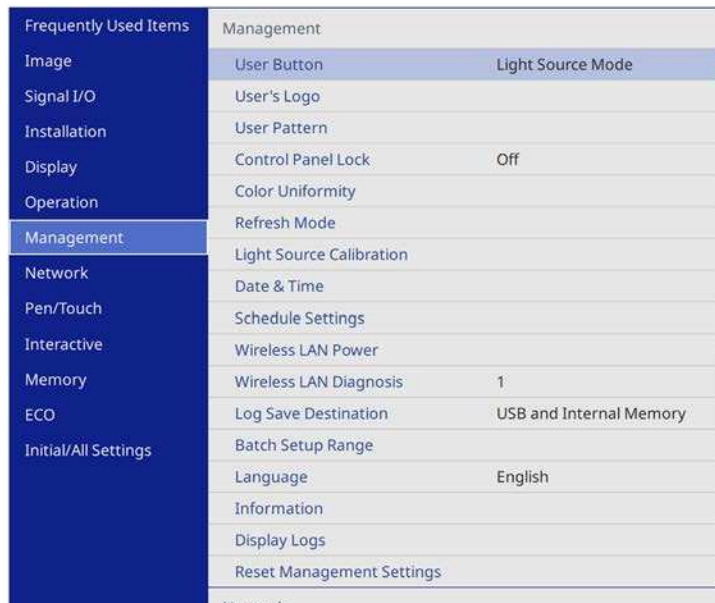 Frequently Used Items
Image
Signal I/O
Installation
Display
Operation
Management
Network
Pen/Touch
Interactive
Memory
ECO
Initial/All Settings
Management
User Button Light Source Mode
User's Logo
User Pattern
Control Panel Lock Off
Color Uniformity
Refresh Mode
Light Source Calibration
Date & Time
Schedule Settings
Wireless LAN Power
Wireless LAN Diagnosis 1
Log Save Destination USB and Internal Memory
Batch Setup Range
Language English
Information
Display Logs
Reset Management Settings